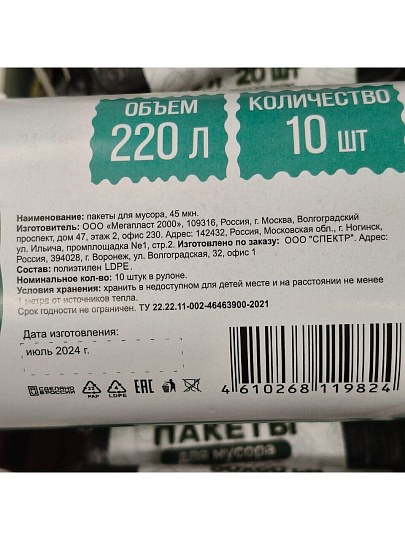 20 ШТ
ОБЪЕМ
220 Л
КОЛИЧЕСТВО
10 ШТ
Наименование: пакеты для мусора, 45 мкн.
Изготовитель: ООО «Мегапласт 2000», 109316, Россия, г. Москва, Волгоградский
проспект, дом 47, этаж 2, офис 230. Адрес: 142432, Россия, Московская обл., г. Ногинск,
ул. Ильича, промплощадка №1, стр.2. Изготовлено по заказу: ООО "СПЕКТР". Адрес:
Россия, 394028, г. Воронеж, ул. Волгоградская, 32, офис 1
Состав: полиэтилен LDPE.
Номинальное кол-во: 10 штук в рулоне.
Условия хранения: хранить в недоступном для детей месте и на расстоянии не менее
1 метра от источников тепла.
Срок годности не ограничен. ТУ 22.22.11-002-46463900-2021
Дата изготовления:
июль 2024 г.
СДЕЛАНО
В РОССИИ
22
PAP
4
LDPE
ЕАС
4 610268 119824
ПАКЕТЫ
для мусора